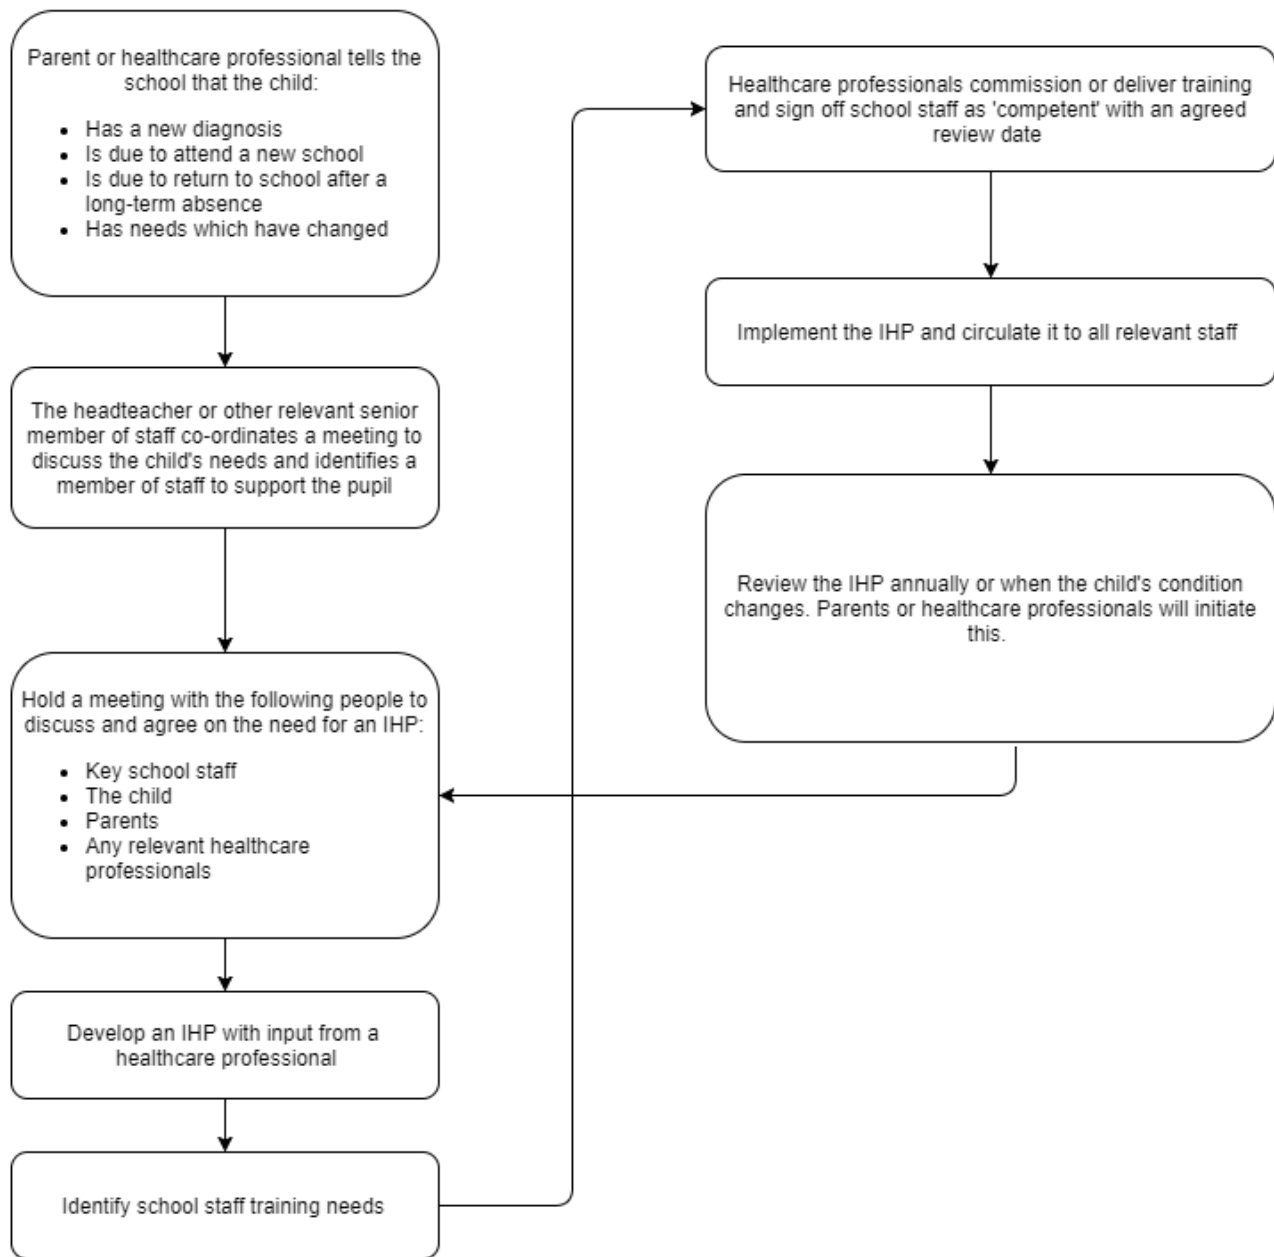 Parent or healthcare professional tells the
school that the child:
• Has a new diagnosis
• Is due to attend a new school
• Is due to return to school after a
long-term absence
• Has needs which have changed
The headteacher or other relevant senior
member of staff co-ordinates a meeting to
discuss the child's needs and identifies a
member of staff to support the pupil
Hold a meeting with the following people to
discuss and agree on the need for an IHP:
• Key school staff
• The child
• Parents
• Any relevant healthcare
professionals
Develop an IHP with input from a
healthcare professional
Identify school staff training needs
Healthcare professionals commission or deliver training
and sign off school staff as 'competent' with an agreed
review date
Implement the IHP and circulate it to all relevant staff
Review the IHP annually or when the child's condition
changes. Parents or healthcare professionals will initiate
this.